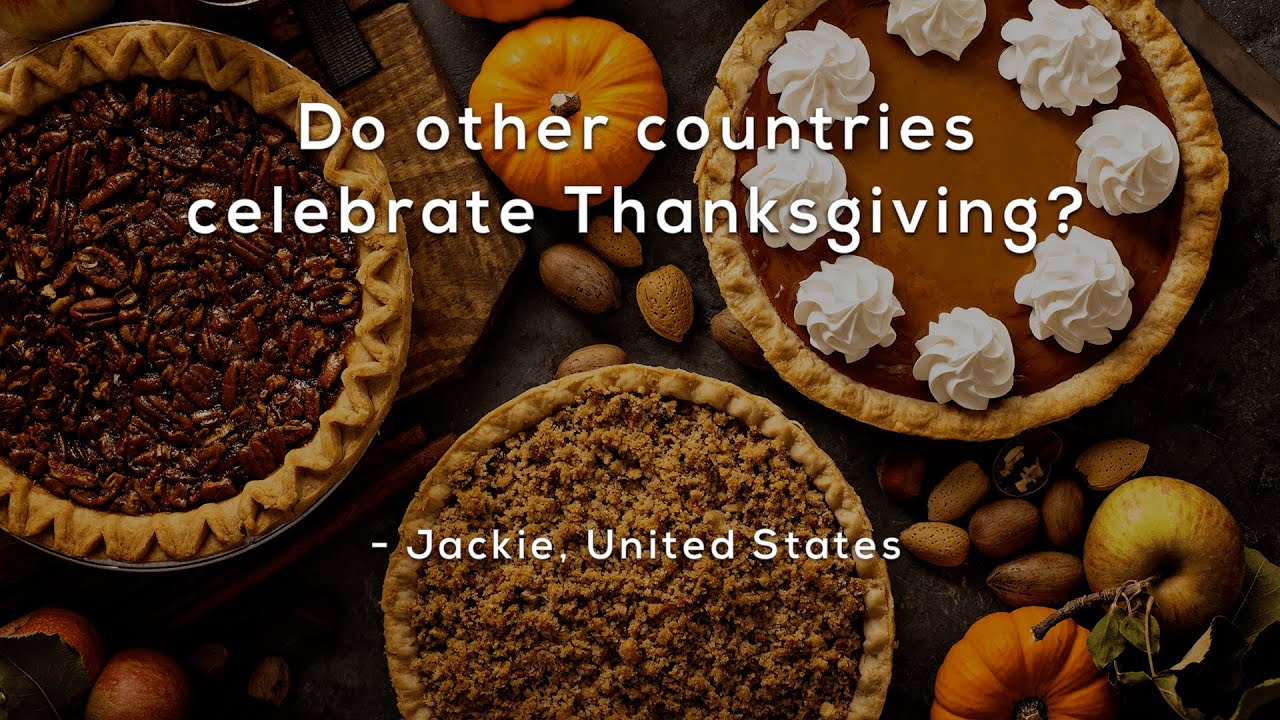 Do other countries
celebrate Thanksgiving?
- Jackie, United States